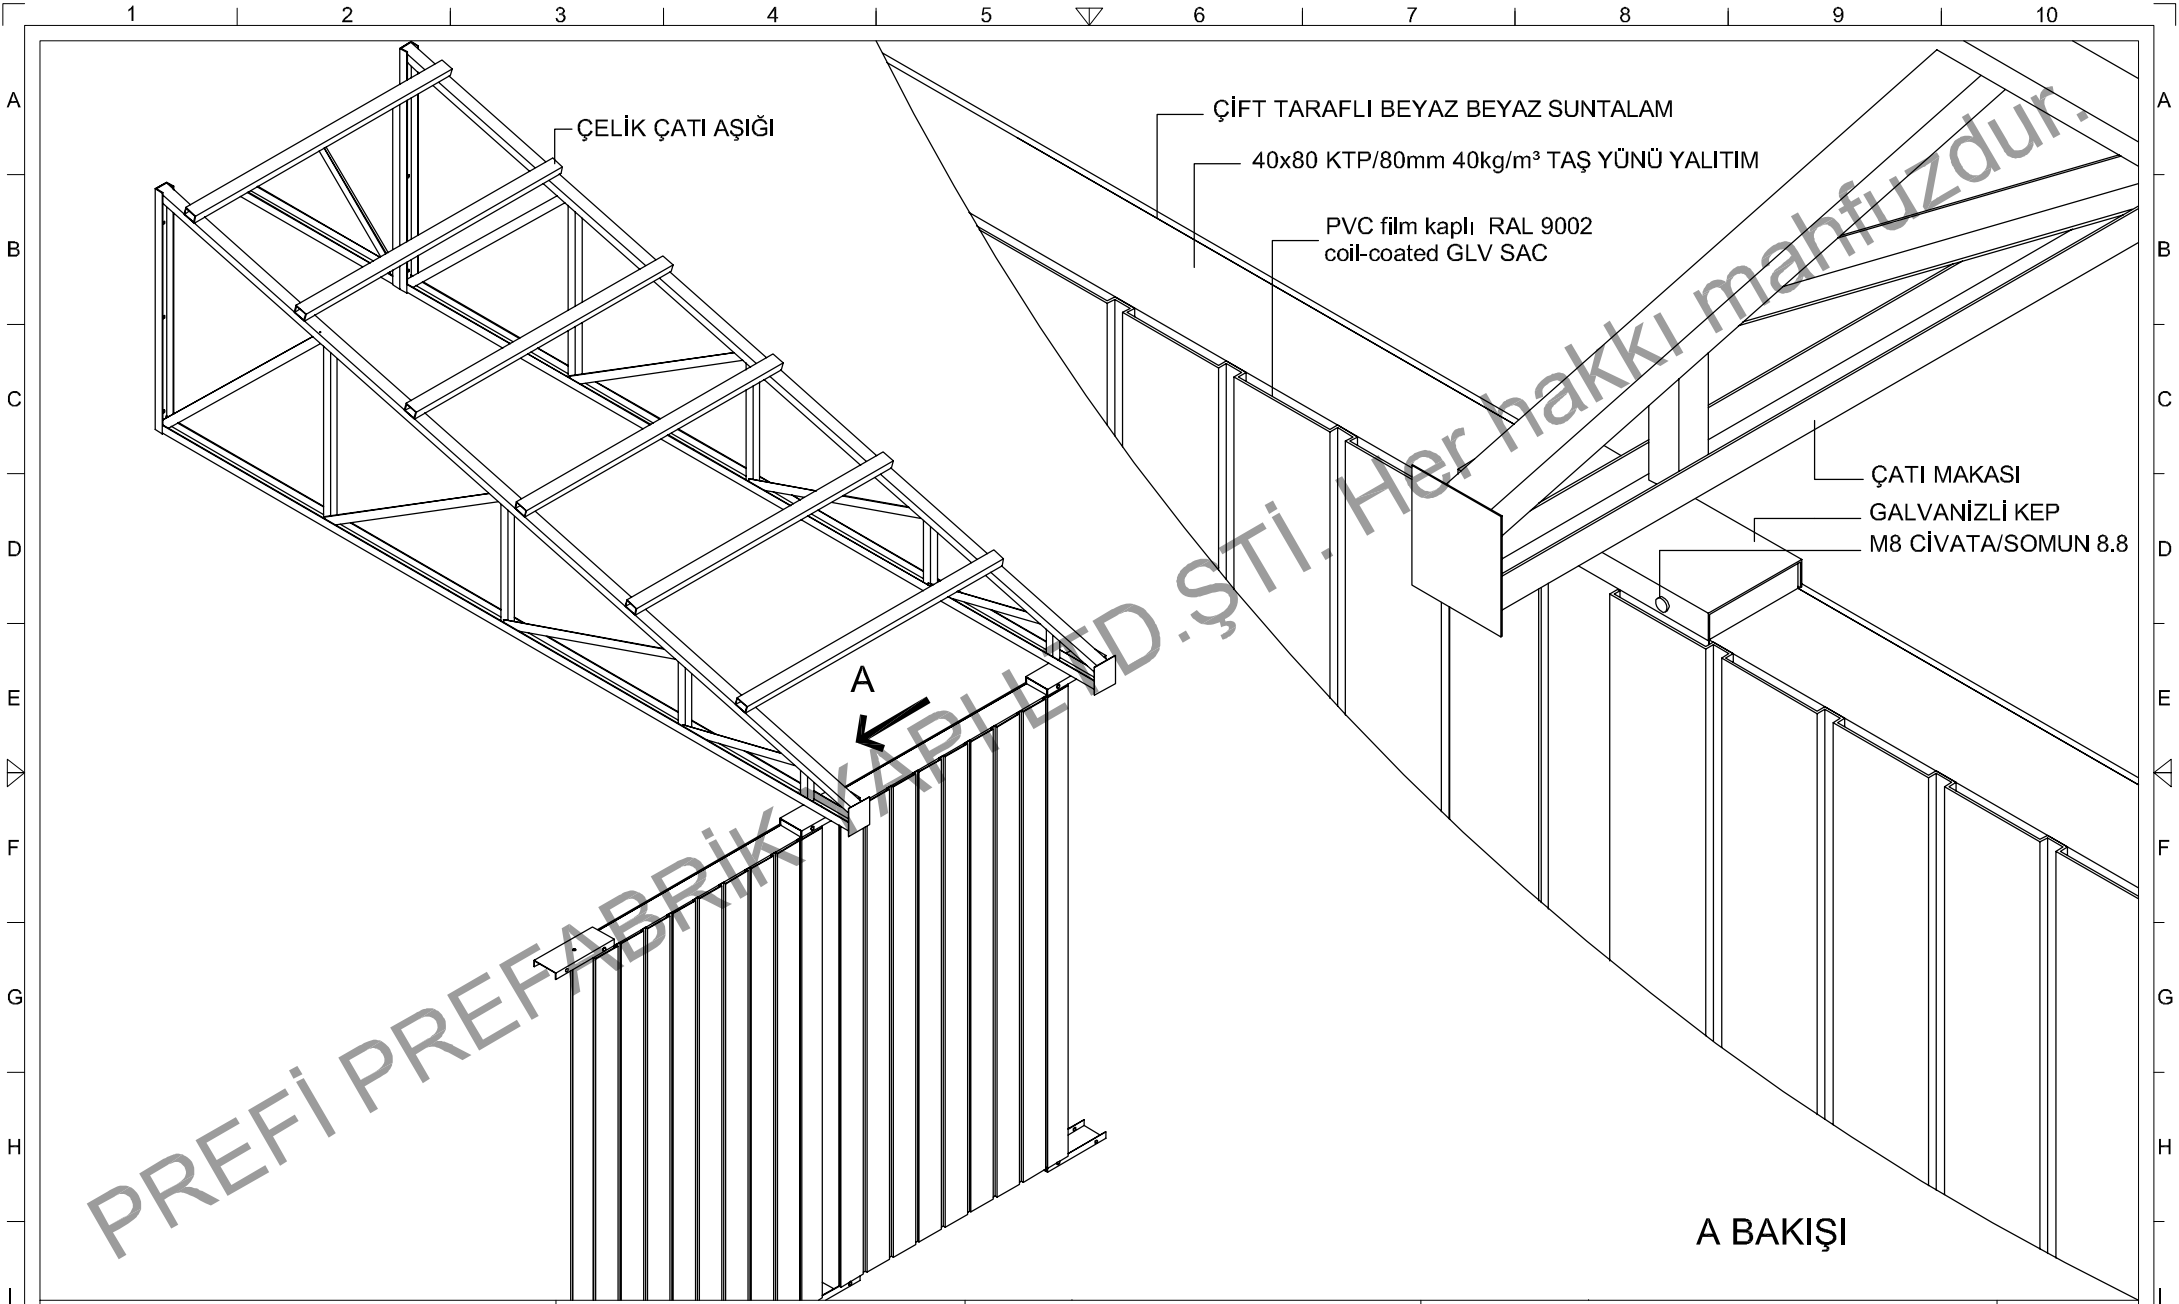 1 2 3 4 5 6 7 8 9 10
A A
B B
C C
D D
E E
F F
G G
H H
I I
ÇELİK ÇATI AŞIĞI
ÇİFT TARAFLI BEYAZ BEYAZ SUNTALAM
40x80 KTP/80mm 40kg/m³ TAŞ YÜNÜ YALITIM
PVC film kaplı RAL 9002
coil-coated GLV SAC
ÇATI MAKASI
GALVANİZLİ KEP
M8 CİVATA/SOMUN 8.8
A
A BAKIŞI
PREFİ PREFABRİK YAPI LTD.ŞTİ. Her hakkı mahfuzdur.